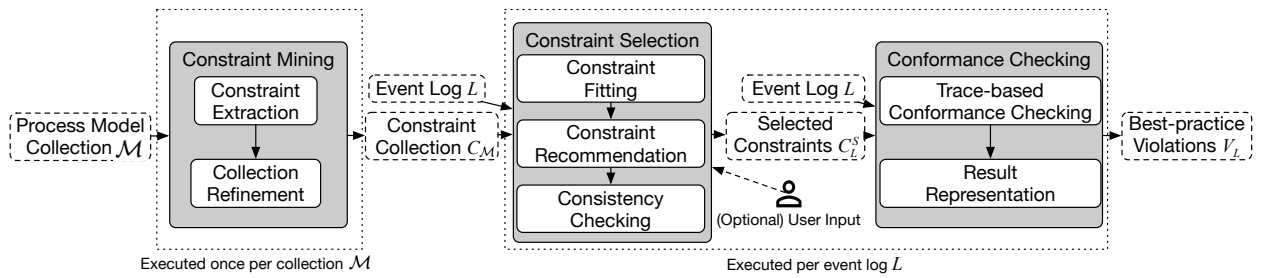 Process Model
Collection ℳ
Constraint Mining
Constraint
Extraction
Collection
Refinement
Executed once per collection ℳ
Event Log L
Constraint
Collection C_ℳ
Constraint Selection
Constraint
Fitting
Constraint
Recommendation
Consistency
Checking
(Optional) User Input
Event Log L
Selected
Constraints C_L^S
Conformance Checking
Trace-based
Conformance Checking
Result
Representation
Executed per event log L
Best-practice
Violations V_L